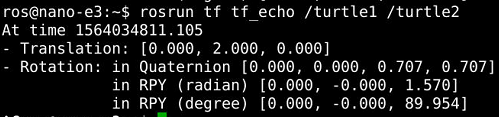 ros@nano-e3:~$ rosrun tf tf_echo /turtle1 /turtle2
At time 1564034811.105
- Translation: [0.000, 2.000, 0.000]
- Rotation: in Quaternion [0.000, 0.000, 0.707, 0.707]
            in RPY (radian) [0.000, -0.000, 1.570]
            in RPY (degree) [0.000, -0.000, 89.954]